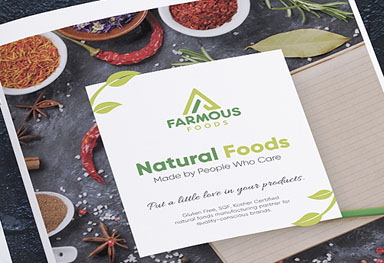 FARMOUS
FOODS
Natural Foods
Made by People Who Care
Put a little love in your products.
Gluten Free, SQF, Kosher Certified
natural foods manufacturing partner for
quality-conscious brands.